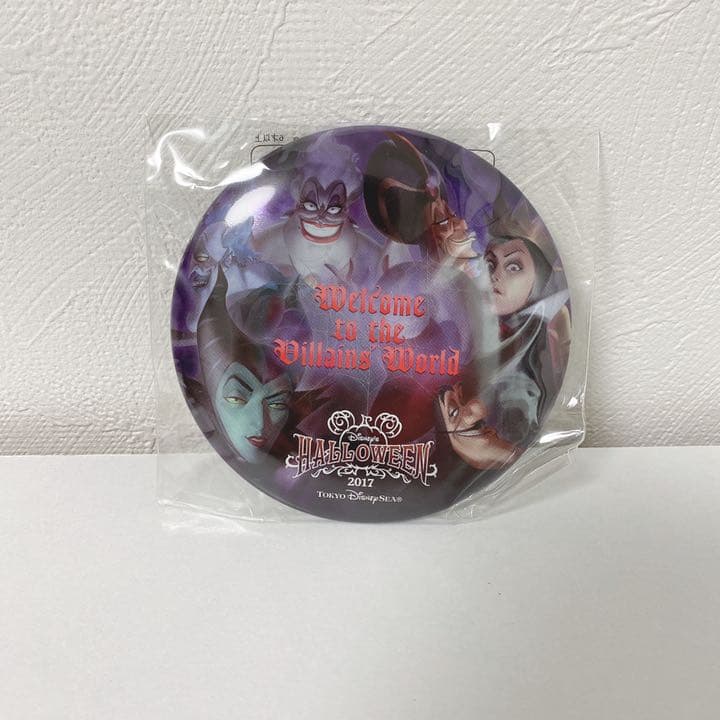 Welcome
to the
Villains' World
Disney's
HALLOWEEN
2017
TOKYO DISNEYSEA®